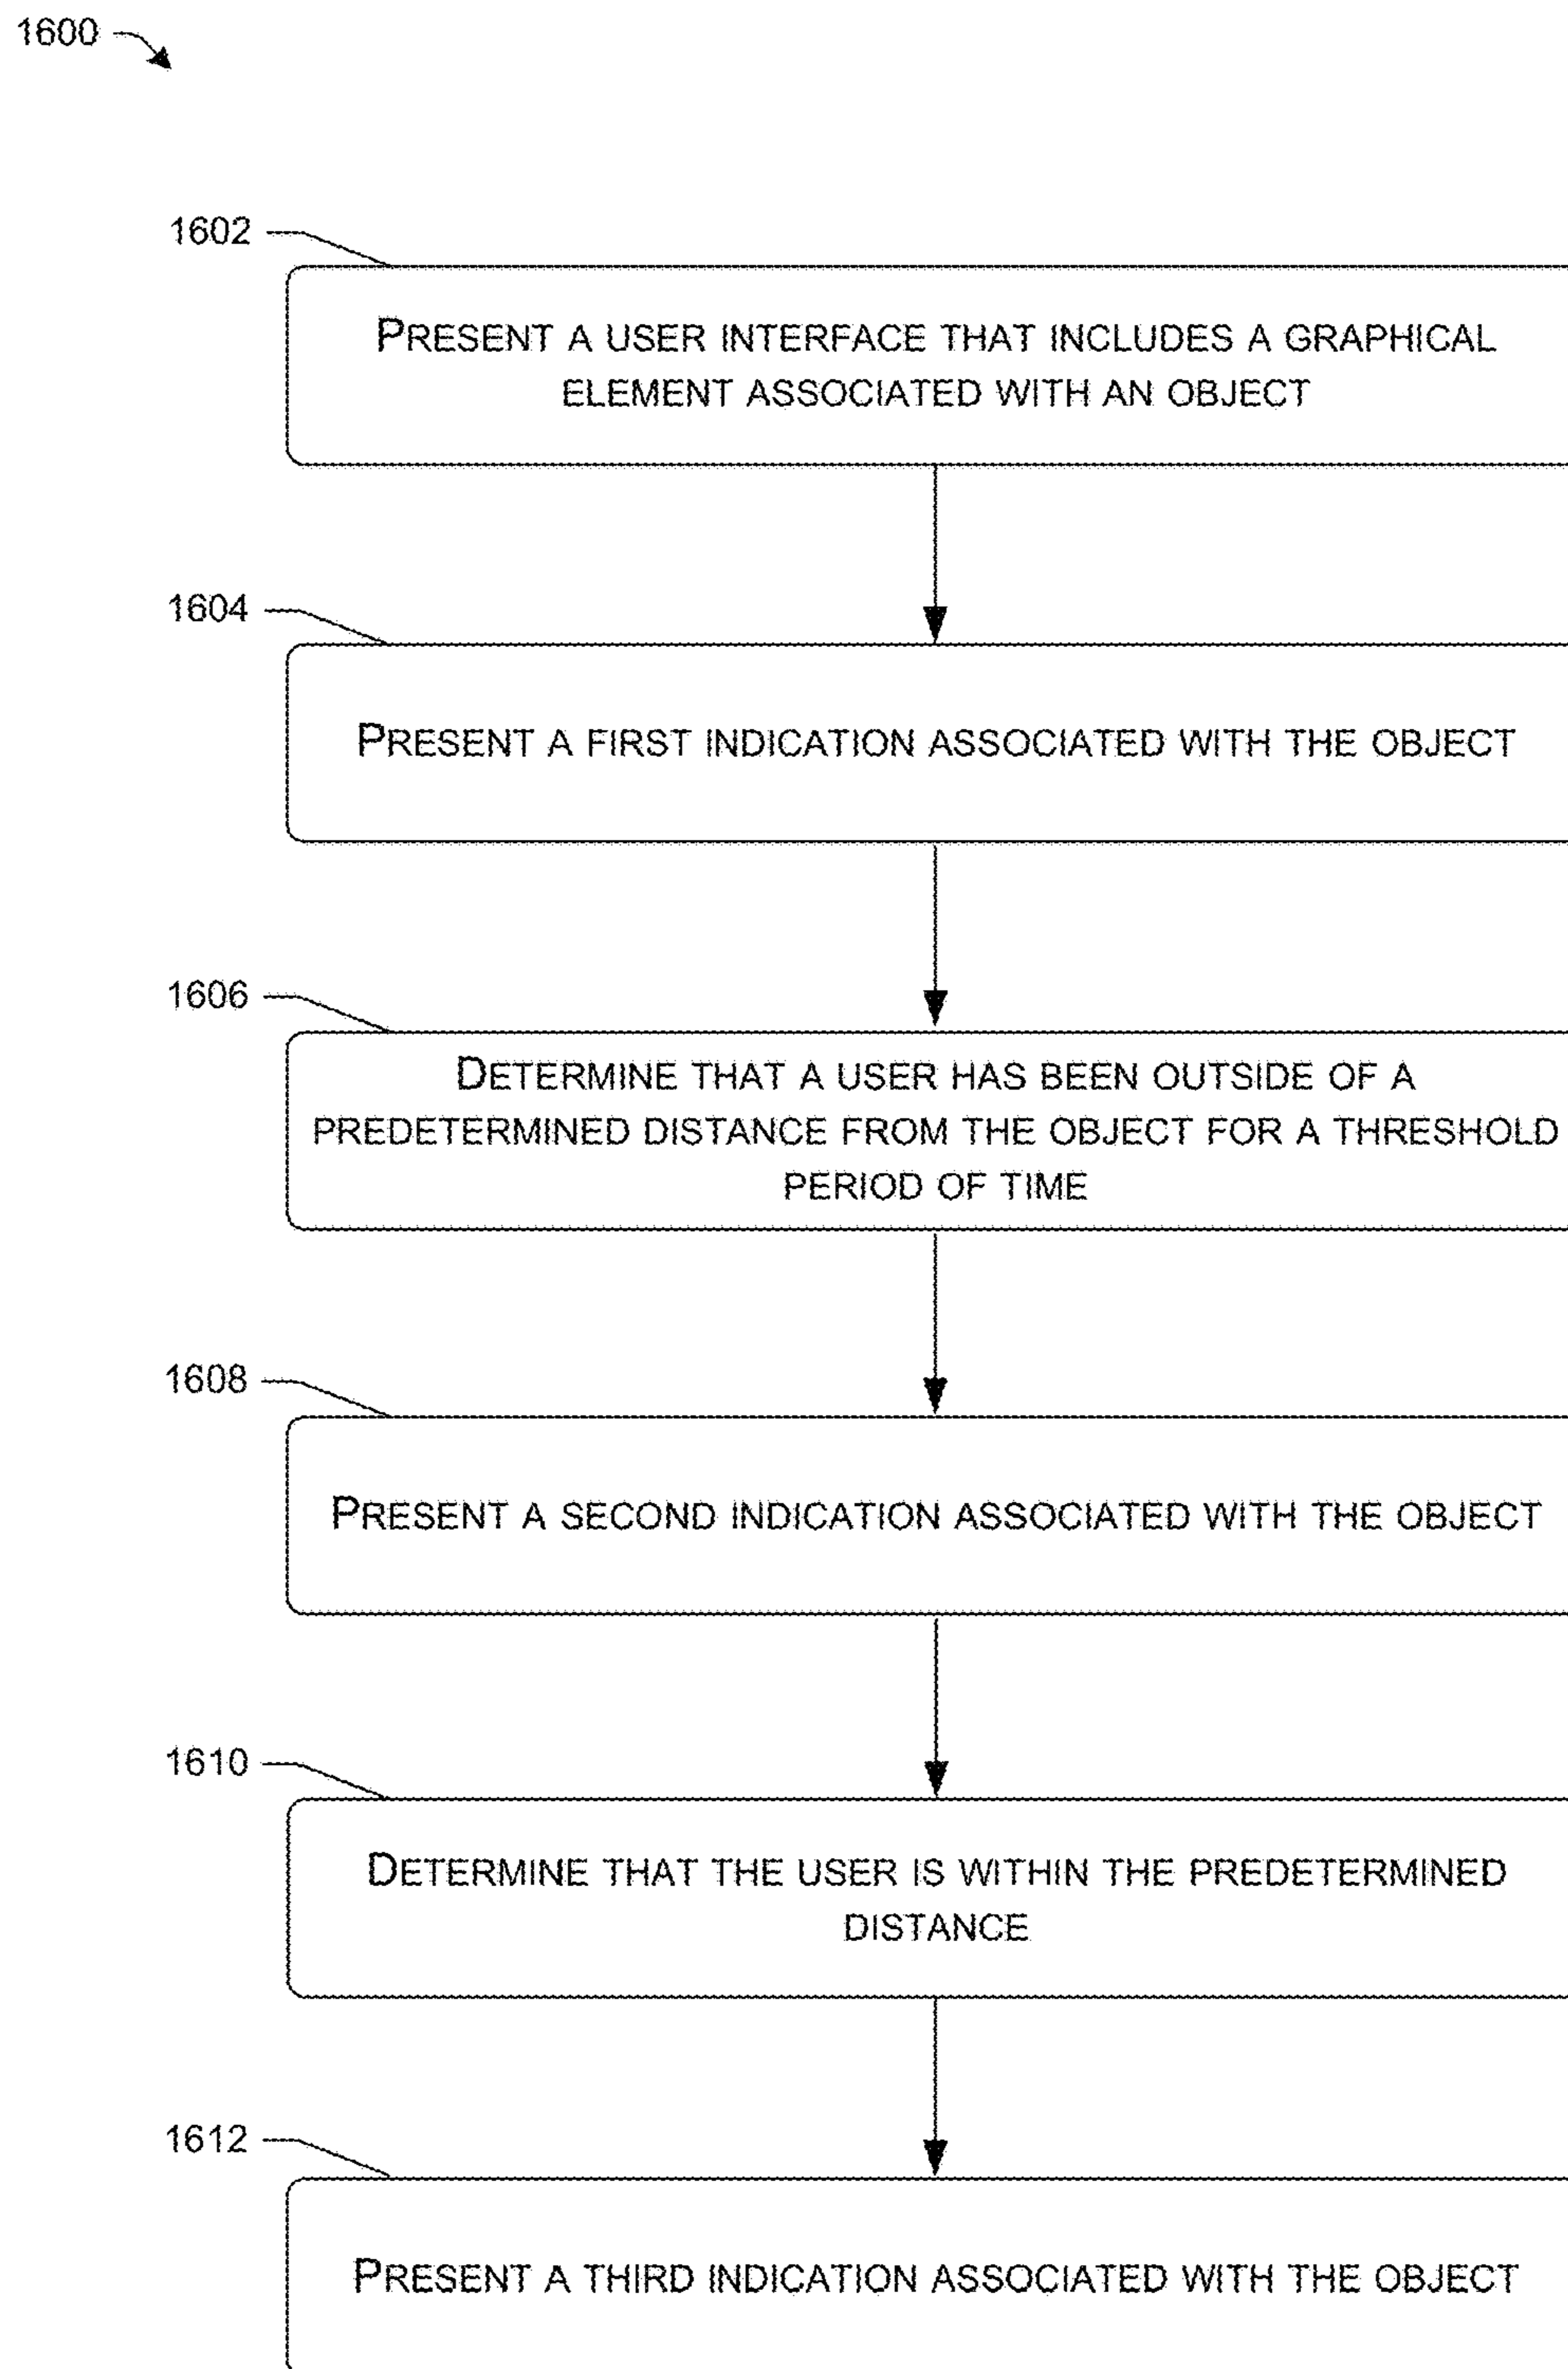 1600
1602
PRESENT A USER INTERFACE THAT INCLUDES A GRAPHICAL
ELEMENT ASSOCIATED WITH AN OBJECT
1604
PRESENT A FIRST INDICATION ASSOCIATED WITH THE OBJECT
1606
DETERMINE THAT A USER HAS BEEN OUTSIDE OF A
PREDETERMINED DISTANCE FROM THE OBJECT FOR A THRESHOLD
PERIOD OF TIME
1608
PRESENT A SECOND INDICATION ASSOCIATED WITH THE OBJECT
1610
DETERMINE THAT THE USER IS WITHIN THE PREDETERMINED
DISTANCE
1612
PRESENT A THIRD INDICATION ASSOCIATED WITH THE OBJECT